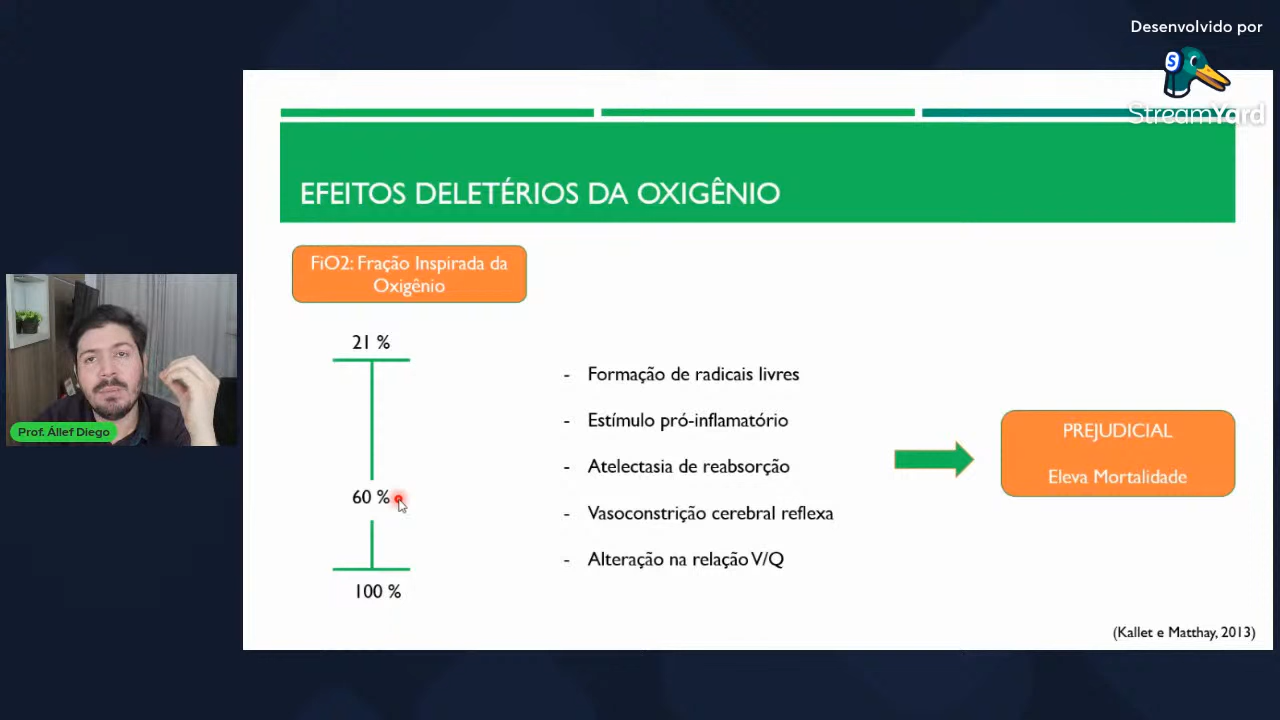 Desenvolvido por
S
StreamYard
EFEITOS DELETÉRIOS DA OXIGÊNIO
FiO2: Fração Inspirada da
Oxigênio
21 %
60 %
100 %
- Formação de radicais livres
- Estímulo pró-inflamatório
- Atelectasia de reabsorção
- Vasoconstrição cerebral reflexa
- Alteração na relação V/Q
PREJUDICIAL
Eleva Mortalidade
Prof. Állef Diego
(Kallet e Matthay, 2013)